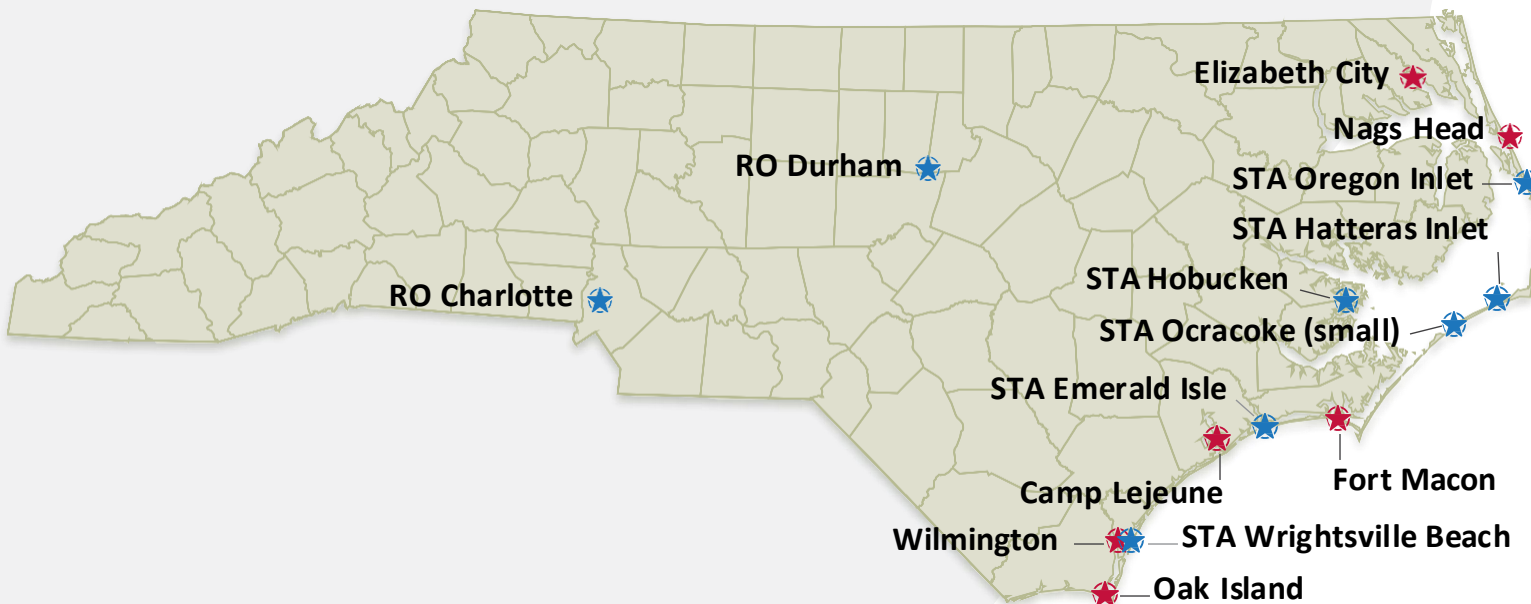 Elizabeth City
Nags Head
RO Durham
STA Oregon Inlet
STA Hatteras Inlet
STA Hobucken
RO Charlotte
STA Ocracoke (small)
STA Emerald Isle
Fort Macon
Camp Lejeune
Wilmington
STA Wrightsville Beach
Oak Island